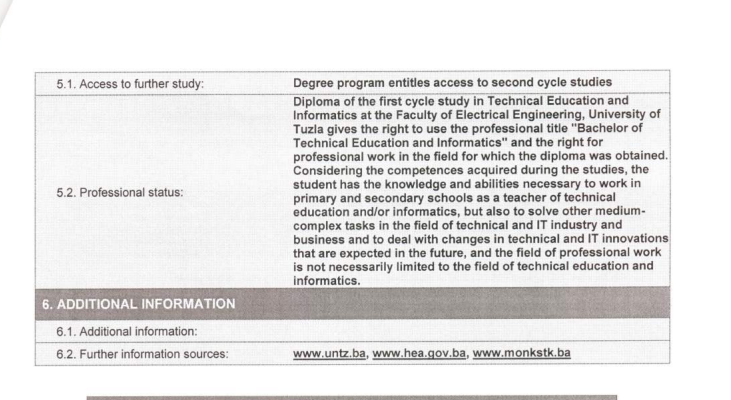 5.1. Access to further study: Degree program entitles access to second cycle studies
5.2. Professional status:
Diploma of the first cycle study in Technical Education and
Informatics at the Faculty of Electrical Engineering, University of
Tuzla gives the right to use the professional title "Bachelor of
Technical Education and Informatics" and the right for
professional work in the field for which the diploma was obtained.
Considering the competences acquired during the studies, the
student has the knowledge and abilities necessary to work in
primary and secondary schools as a teacher of technical
education and/or informatics, but also to solve other medium-
complex tasks in the field of technical and IT industry and
business and to deal with changes in technical and IT innovations
that are expected in the future, and the field of professional work
is not necessarily limited to the field of technical education and
informatics.
6. ADDITIONAL INFORMATION
6.1. Additional information:
6.2. Further information sources: www.untz.ba, www.hea.gov.ba, www.monkstk.ba